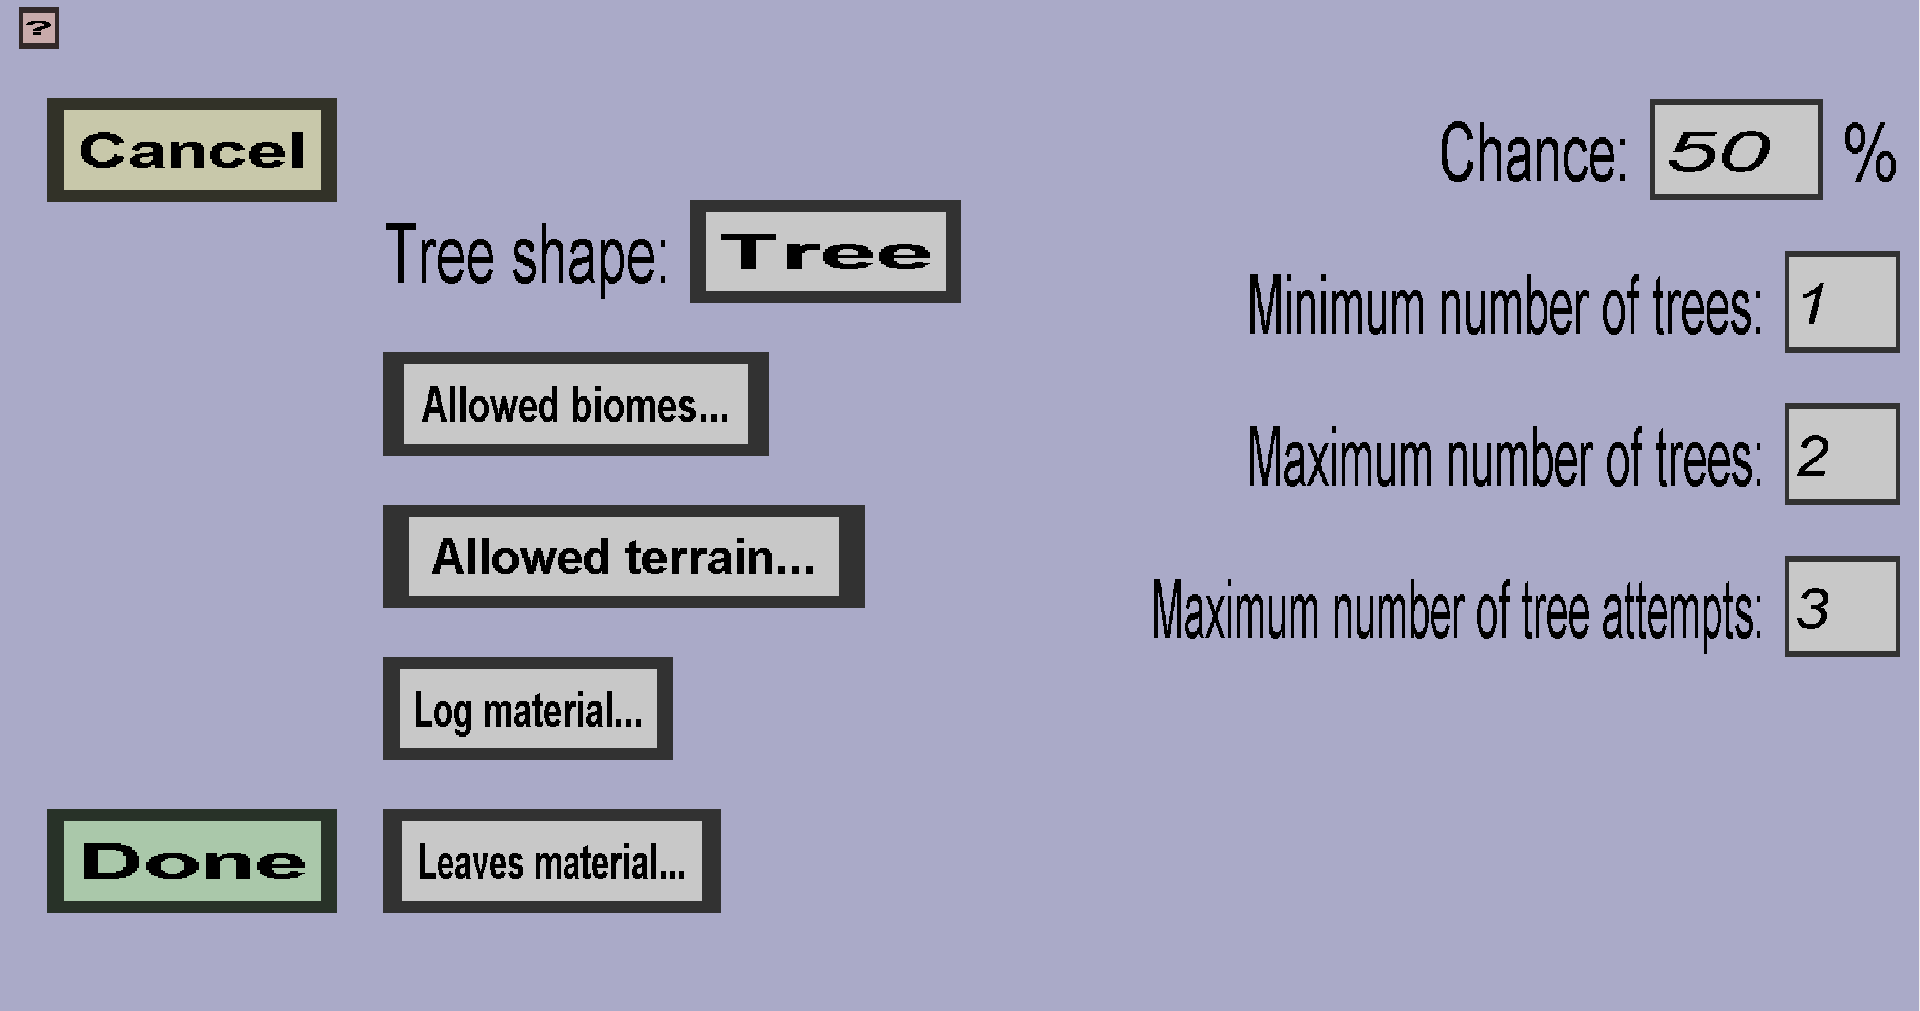 ?
Cancel
Tree shape: Tree
Allowed biomes...
Allowed terrain...
Log material...
Done
Leaves material...
Chance: 50 %
Minimum number of trees: 1
Maximum number of trees: 2
Maximum number of tree attempts: 3